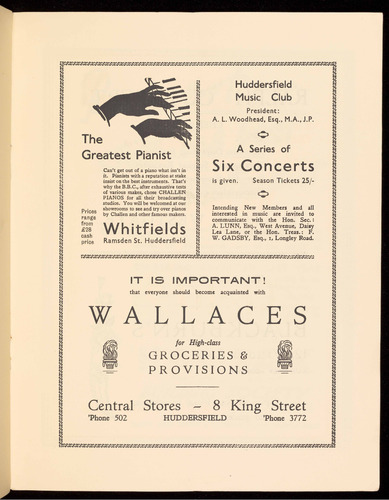 The
Greatest Pianist
Can't get out of a piano what isn't in
it. Pianists with a reputation at stake
insist on the best instruments. That's
why the B.B.C., after exhaustive tests
of various makes, chose CHALLEN
PIANOS for all their broadcasting
studios. You will be welcomed at our
showrooms to see and try over pianos
by Challen and other famous makers.
Prices
range
from
£28
cash
price
Whitfields
Ramsden St. Huddersfield
Huddersfield
Music Club
President:
A. L. Woodhead, Esq., M.A., J.P.
A Series of
Six Concerts
is given. Season Tickets 25/-
Intending New Members and all
interested in music are invited to
communicate with the Hon. Sec:
A. LUNN, Esq., West Avenue, Daisy
Lea Lane, or the Hon. Treas.: F.
W. GADSBY, Esq., 1, Longley Road.
IT IS IMPORTANT!
that everyone should become acquainted with
WALLACES
for High-class
GROCERIES &
PROVISIONS
Central Stores - 8 King Street
'Phone 502 HUDDERSFIELD 'Phone 3772